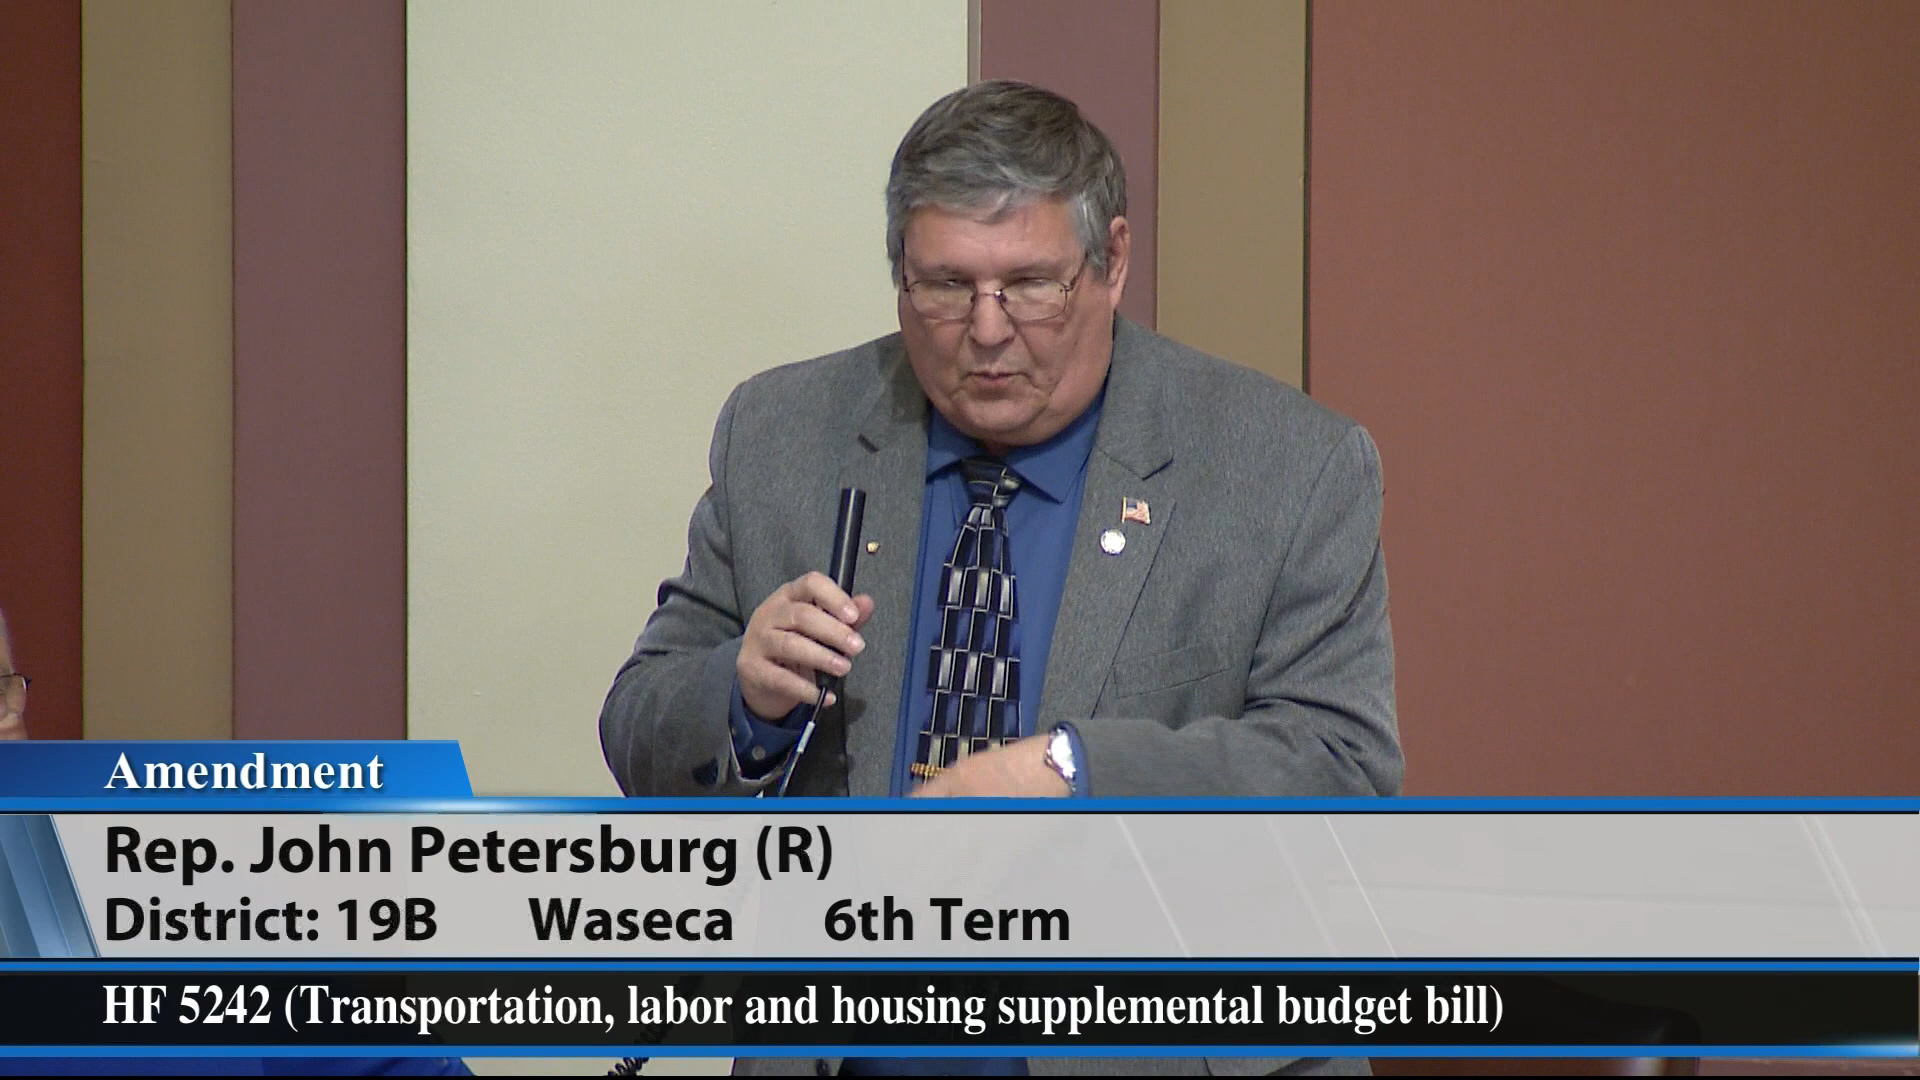 Amendment
Rep. John Petersburg (R)
District: 19B Waseca 6th Term
HF 5242 (Transportation, labor and housing supplemental budget bill)